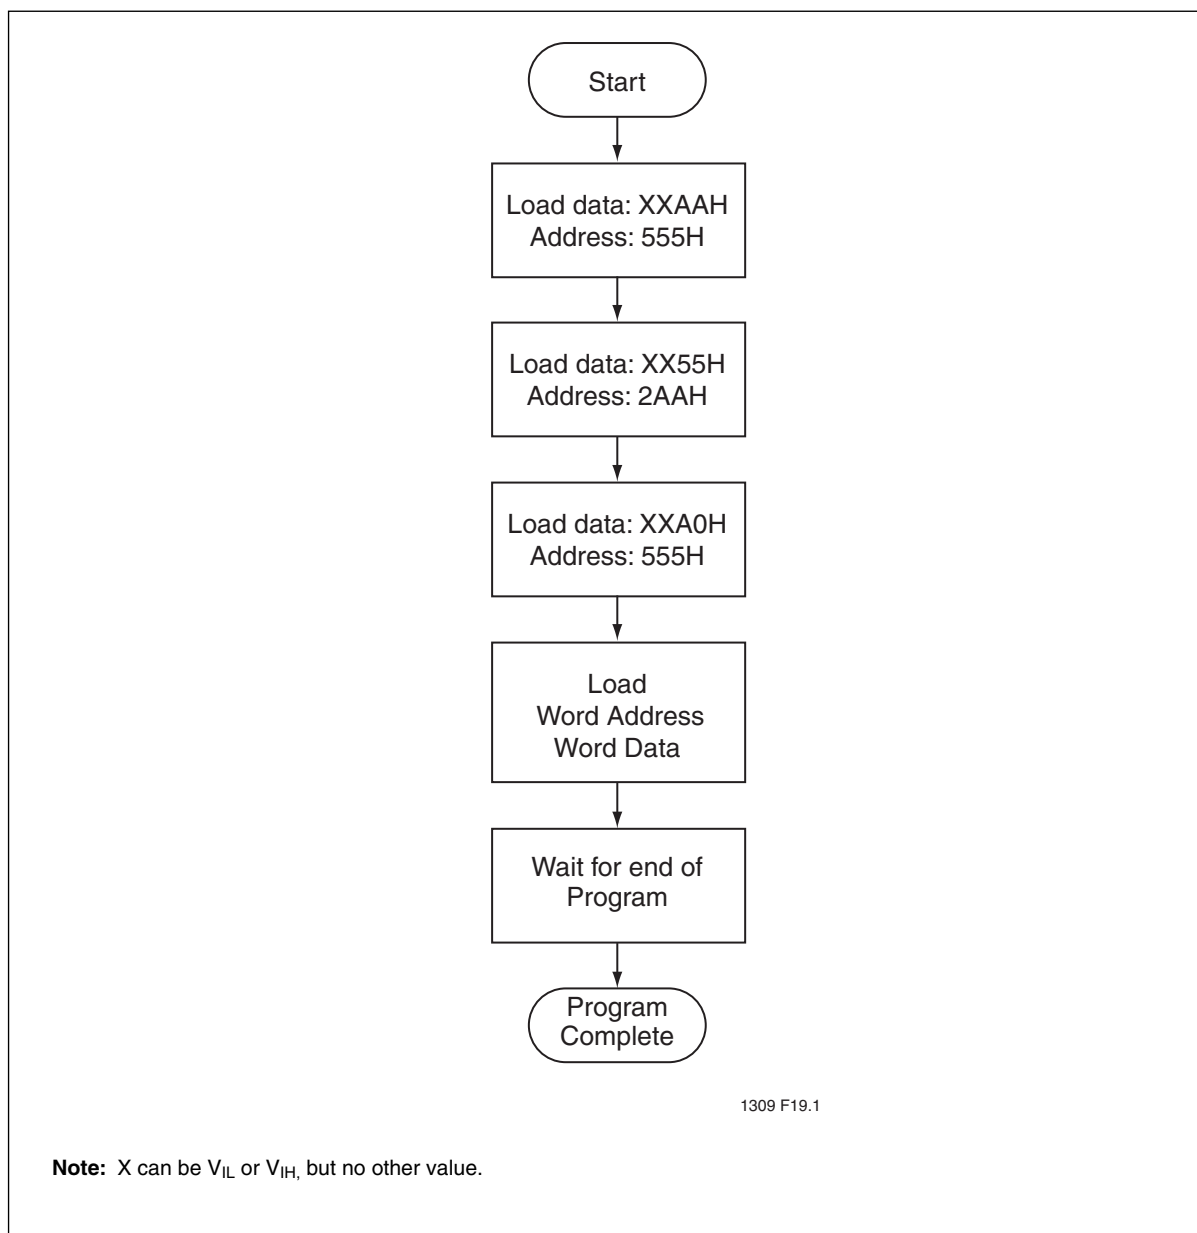 Start
Load data: XXAAH
Address: 555H
Load data: XX55H
Address: 2AAH
Load data: XXA0H
Address: 555H
Load
Word Address
Word Data
Wait for end of
Program
Program
Complete
1309 F19.1
Note: X can be VIL or VIH, but no other value.